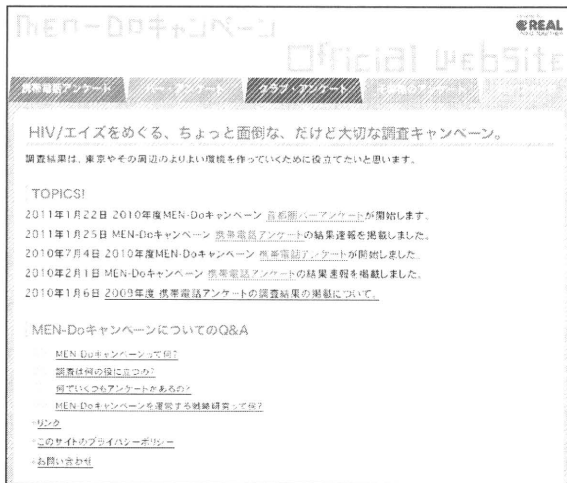 MEN-Doキャンペーン
REAL
Official website
携帯電話アンケート
バー・アンケート
クラブ・アンケート
HIV/エイズをめぐる、ちょっと面倒な、だけど大切な調査キャンペーン。
調査結果は、東京やその周辺のよりよい環境を作っていくために役立てたいと思います。
TOPICS!
2011年1月22日 2010年度MEN-Doキャンペーン 首都圏バーアンケートが開始します。
2011年1月25日 MEN-Doキャンペーン 携帯電話アンケートの結果速報を掲載しました。
2010年7月4日 2010年度MEN-Doキャンペーン 携帯電話アンケートが開始しました。
2010年2月1日 MEN-Doキャンペーン 携帯電話アンケートの結果速報を掲載しました。
2010年1月6日 2009年度 携帯電話アンケートの調査結果の掲載について。
MEN-DoキャンペーンについてのQ&A
MEN-Doキャンペーンって何?
調査は何の役に立つの?
何でいくつもアンケートがあるの?
MEN-Doキャンペーンを運営する戦略研究って何?
リンク
このサイトのプライバシーポリシー
お問い合わせ